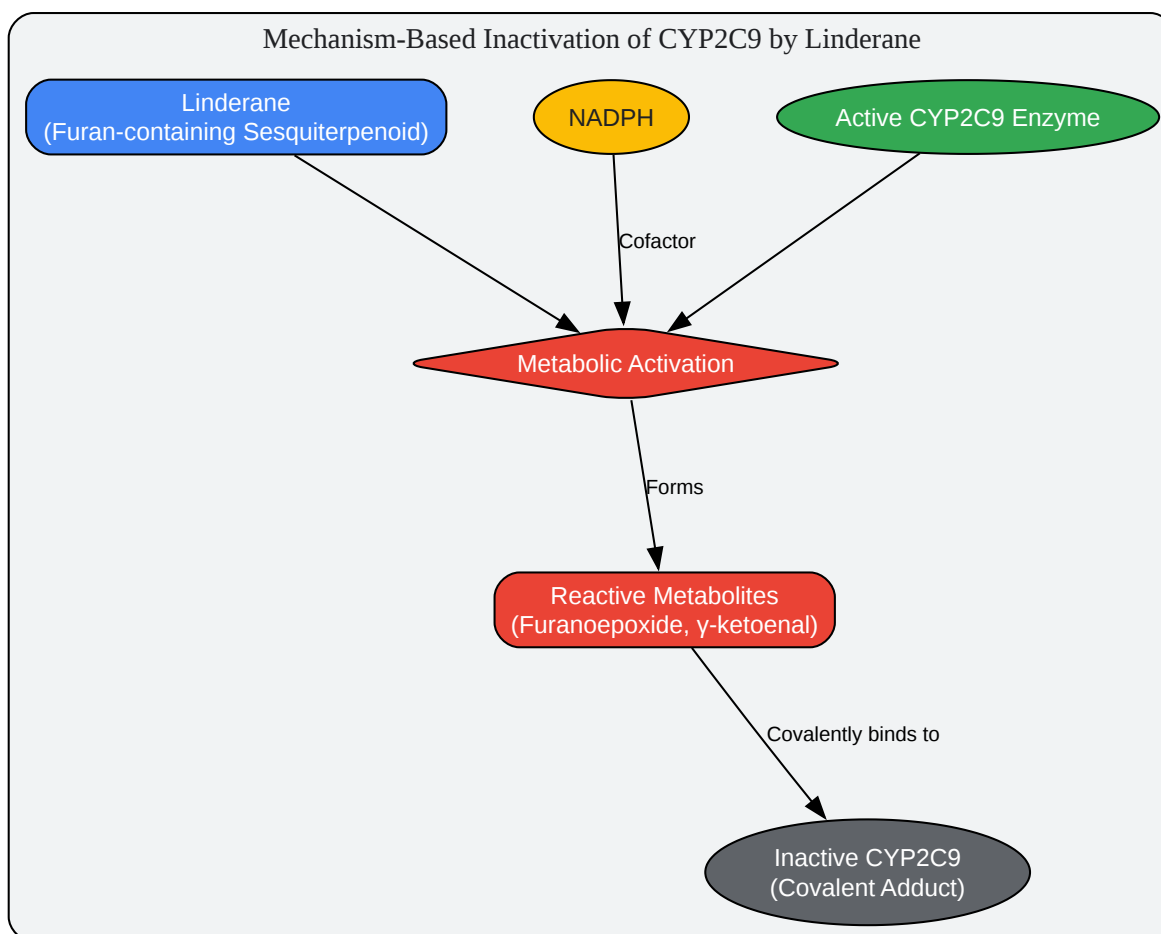 Mechanism-Based Inactivation of CYP2C9 by Linderane
Linderane
(Furan-containing Sesquiterpenoid)
NADPH
Active CYP2C9 Enzyme
Cofactor
Metabolic Activation
Forms
Reactive Metabolites
(Furanoepoxide, γ-ketoenal)
Covalently binds to
Inactive CYP2C9
(Covalent Adduct)